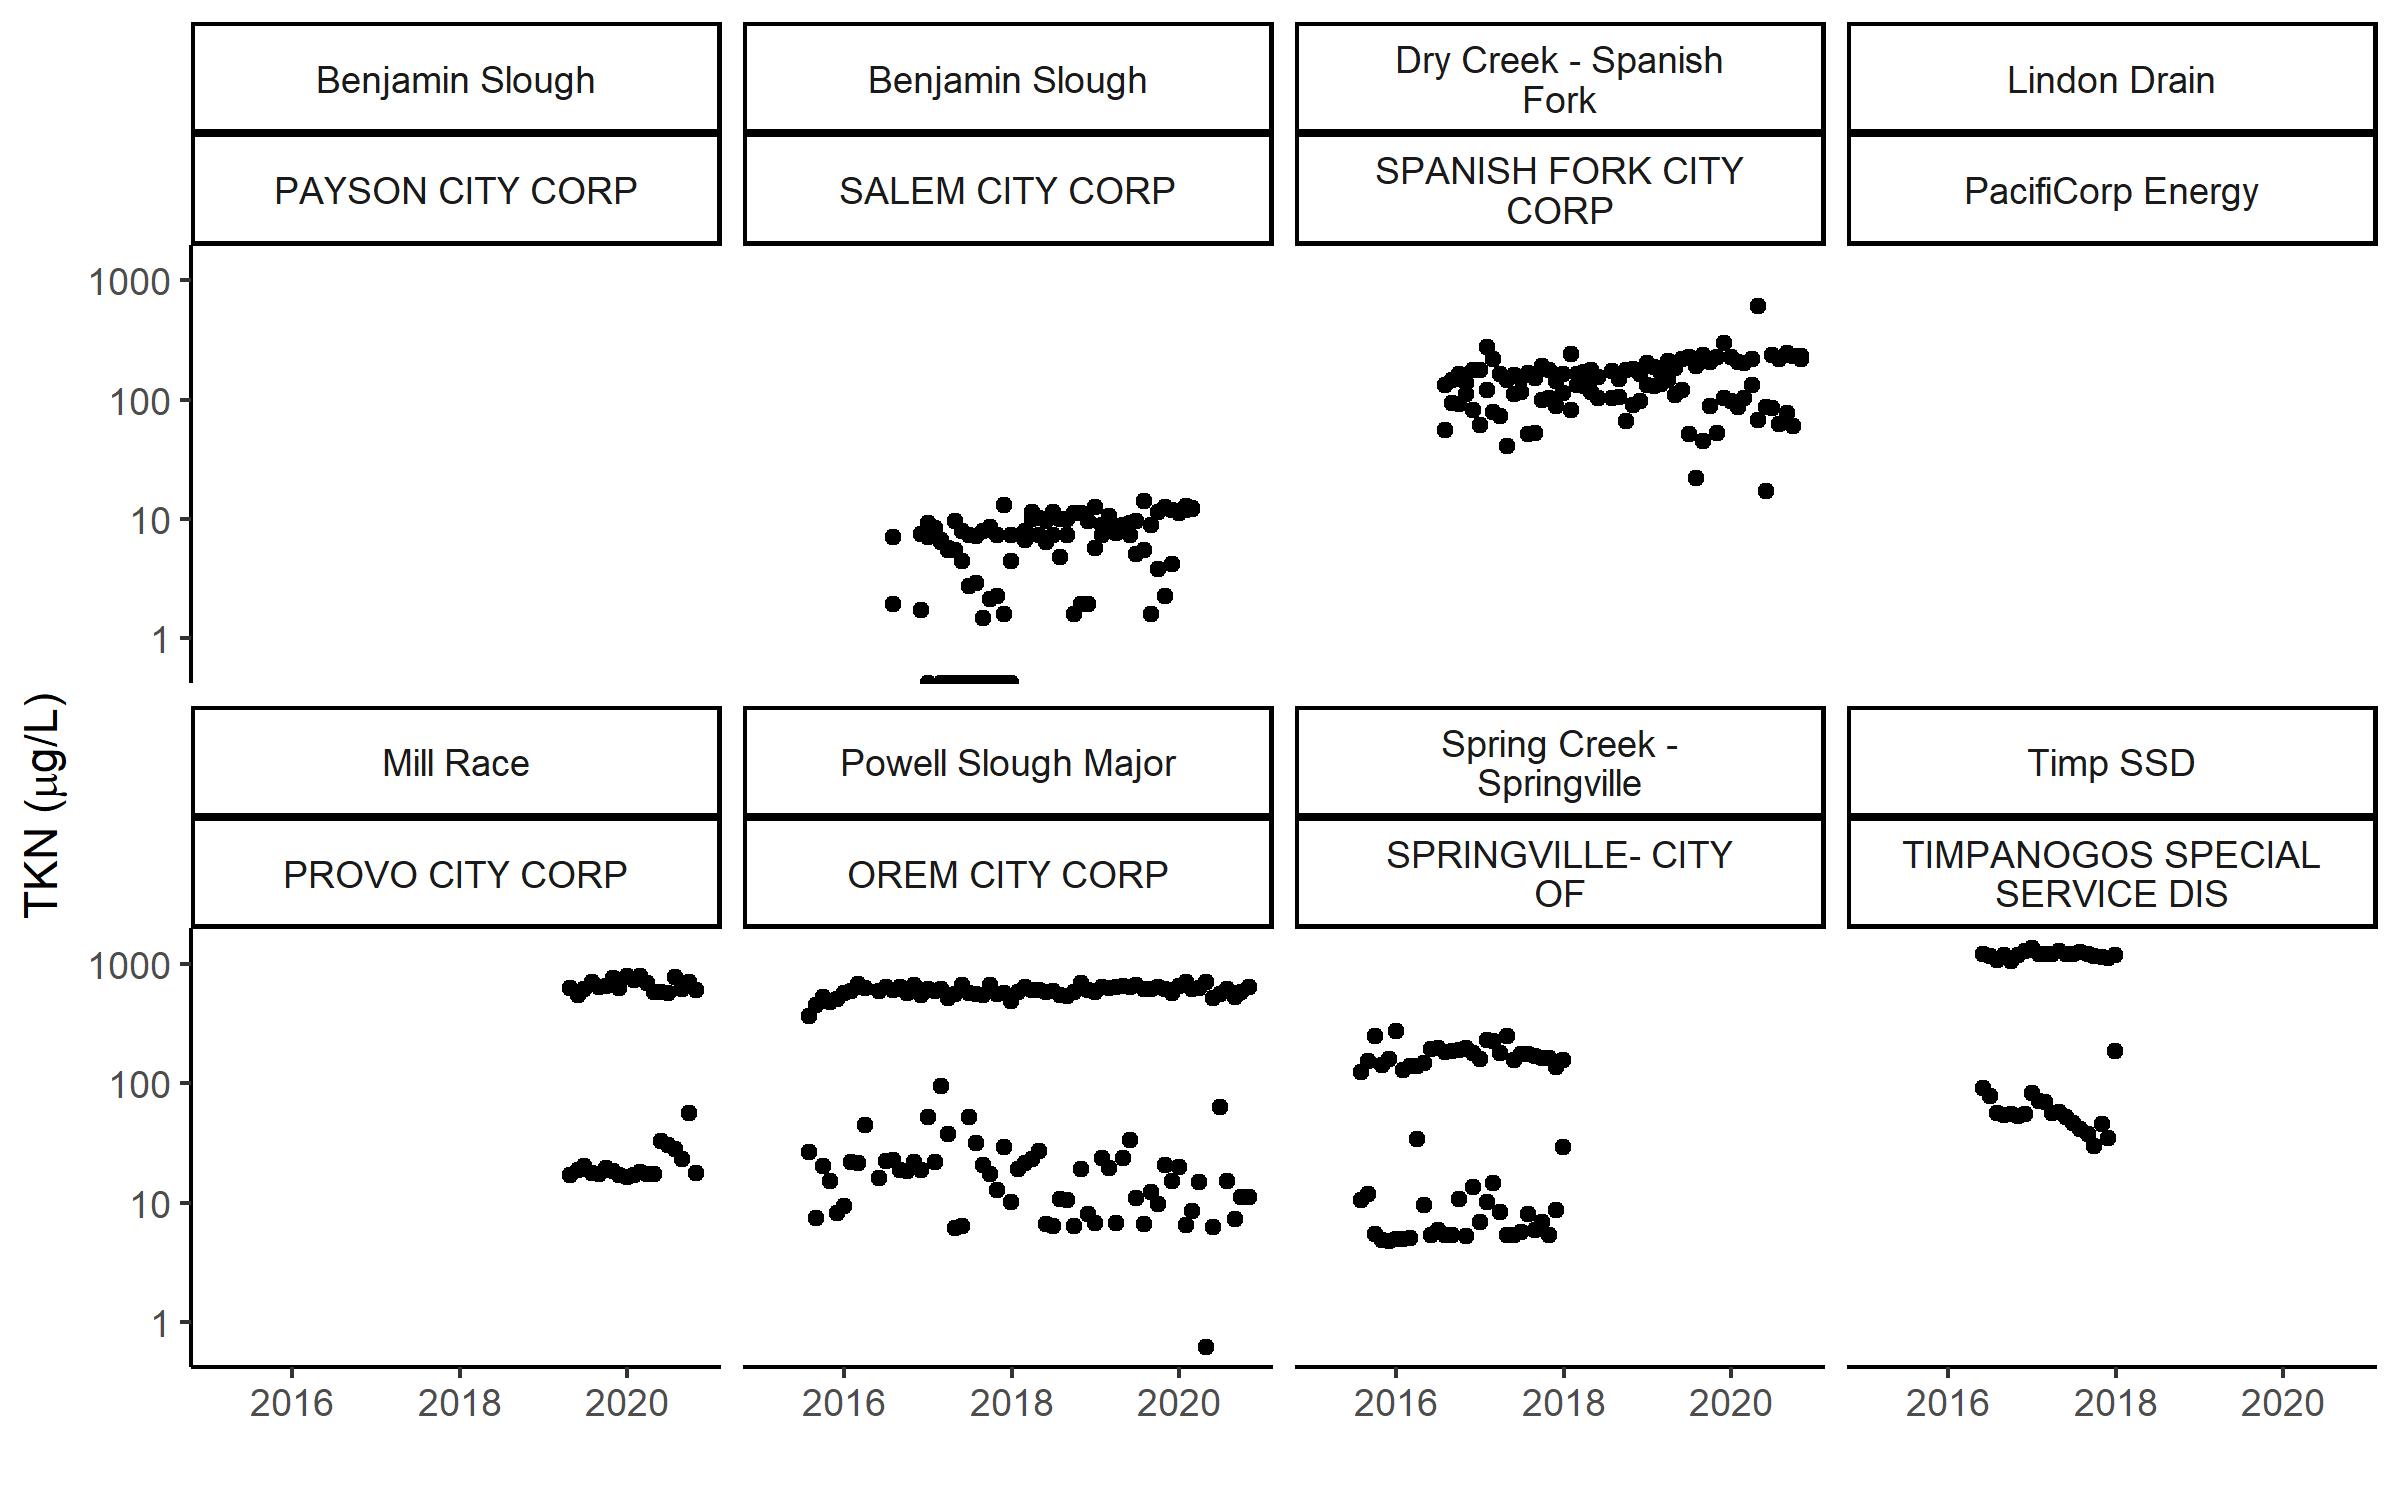 Benjamin Slough
Benjamin Slough
Dry Creek - Spanish
Fork
Lindon Drain
PAYSON CITY CORP
SALEM CITY CORP
SPANISH FORK CITY
CORP
PacifiCorp Energy
1000
100
10
1
TKN (µg/L)
Mill Race
Powell Slough Major
Spring Creek -
Springville
Timp SSD
PROVO CITY CORP
OREM CITY CORP
SPRINGVILLE- CITY
OF
TIMPANOGOS SPECIAL
SERVICE DIS
1000
100
10
1
2016 2018 2020
2016 2018 2020
2016 2018 2020
2016 2018 2020